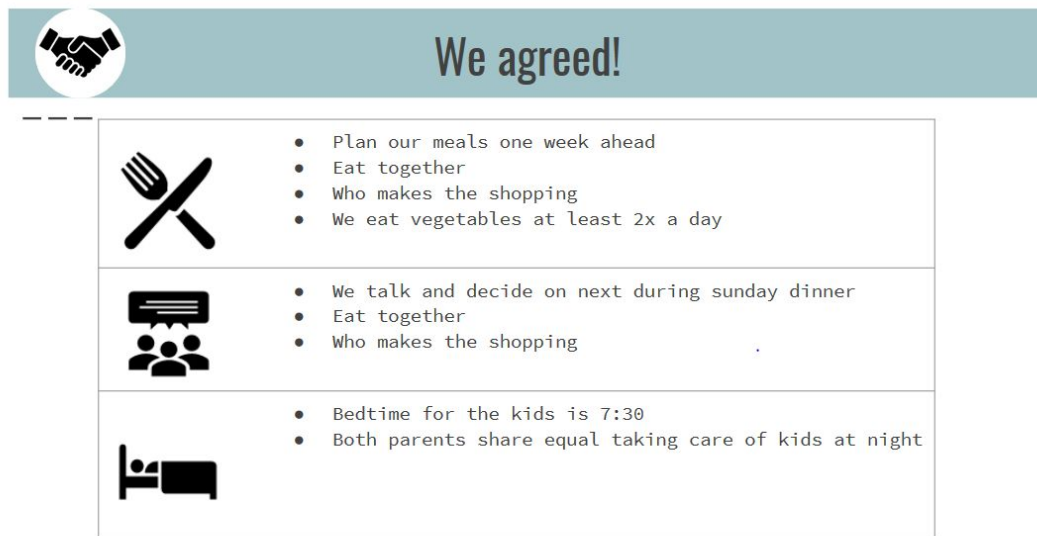 We agreed!
● Plan our meals one week ahead
● Eat together
● Who makes the shopping
● We eat vegetables at least 2x a day
● We talk and decide on next during sunday dinner
● Eat together
● Who makes the shopping
● Bedtime for the kids is 7:30
● Both parents share equal taking care of kids at night